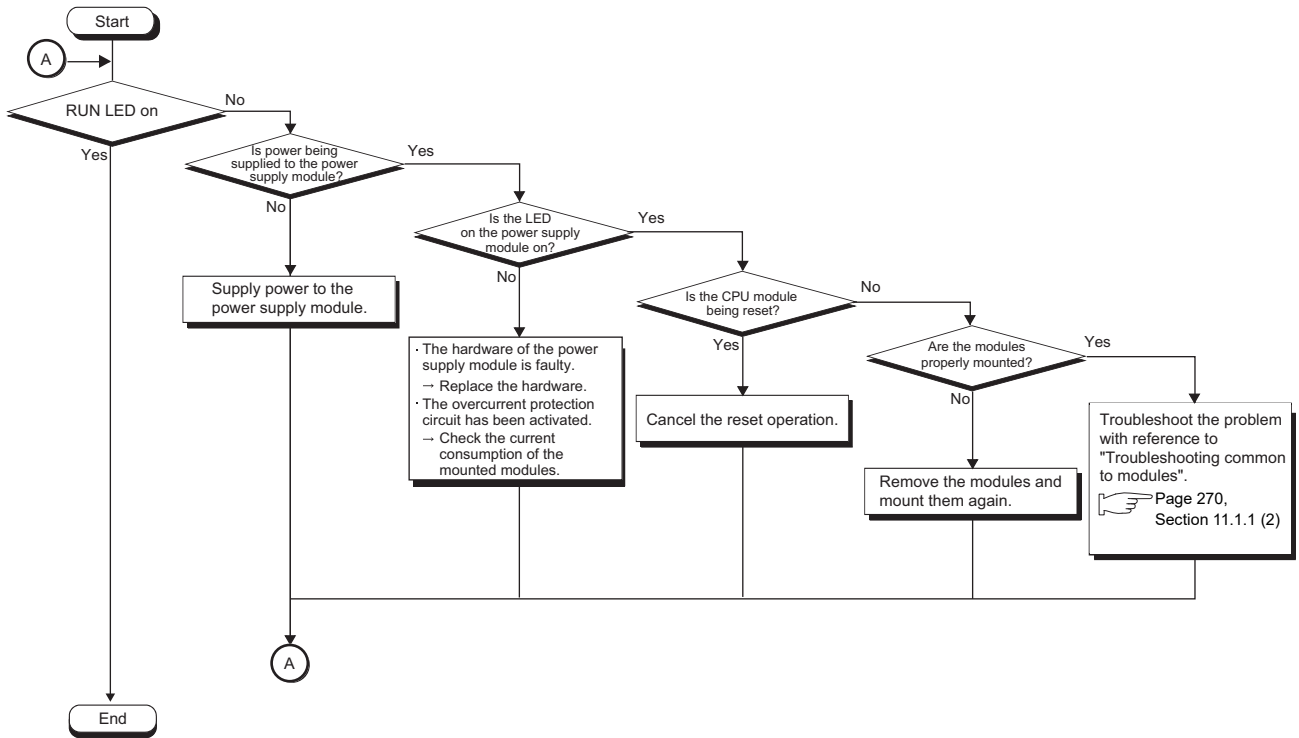 Start
A
RUN LED on
No
Yes
Is power being
supplied to the power
supply module?
Yes
No
Supply power to the
power supply module.
Is the LED
on the power supply
module on?
Yes
No
· The hardware of the power
supply module is faulty.
→ Replace the hardware.
· The overcurrent protection
circuit has been activated.
→ Check the current
consumption of the
mounted modules.
Is the CPU module
being reset?
No
Yes
Cancel the reset operation.
Are the modules
properly mounted?
Yes
No
Remove the modules and
mount them again.
Troubleshoot the problem
with reference to
"Troubleshooting common
to modules".
Page 270,
Section 11.1.1 (2)
A
End